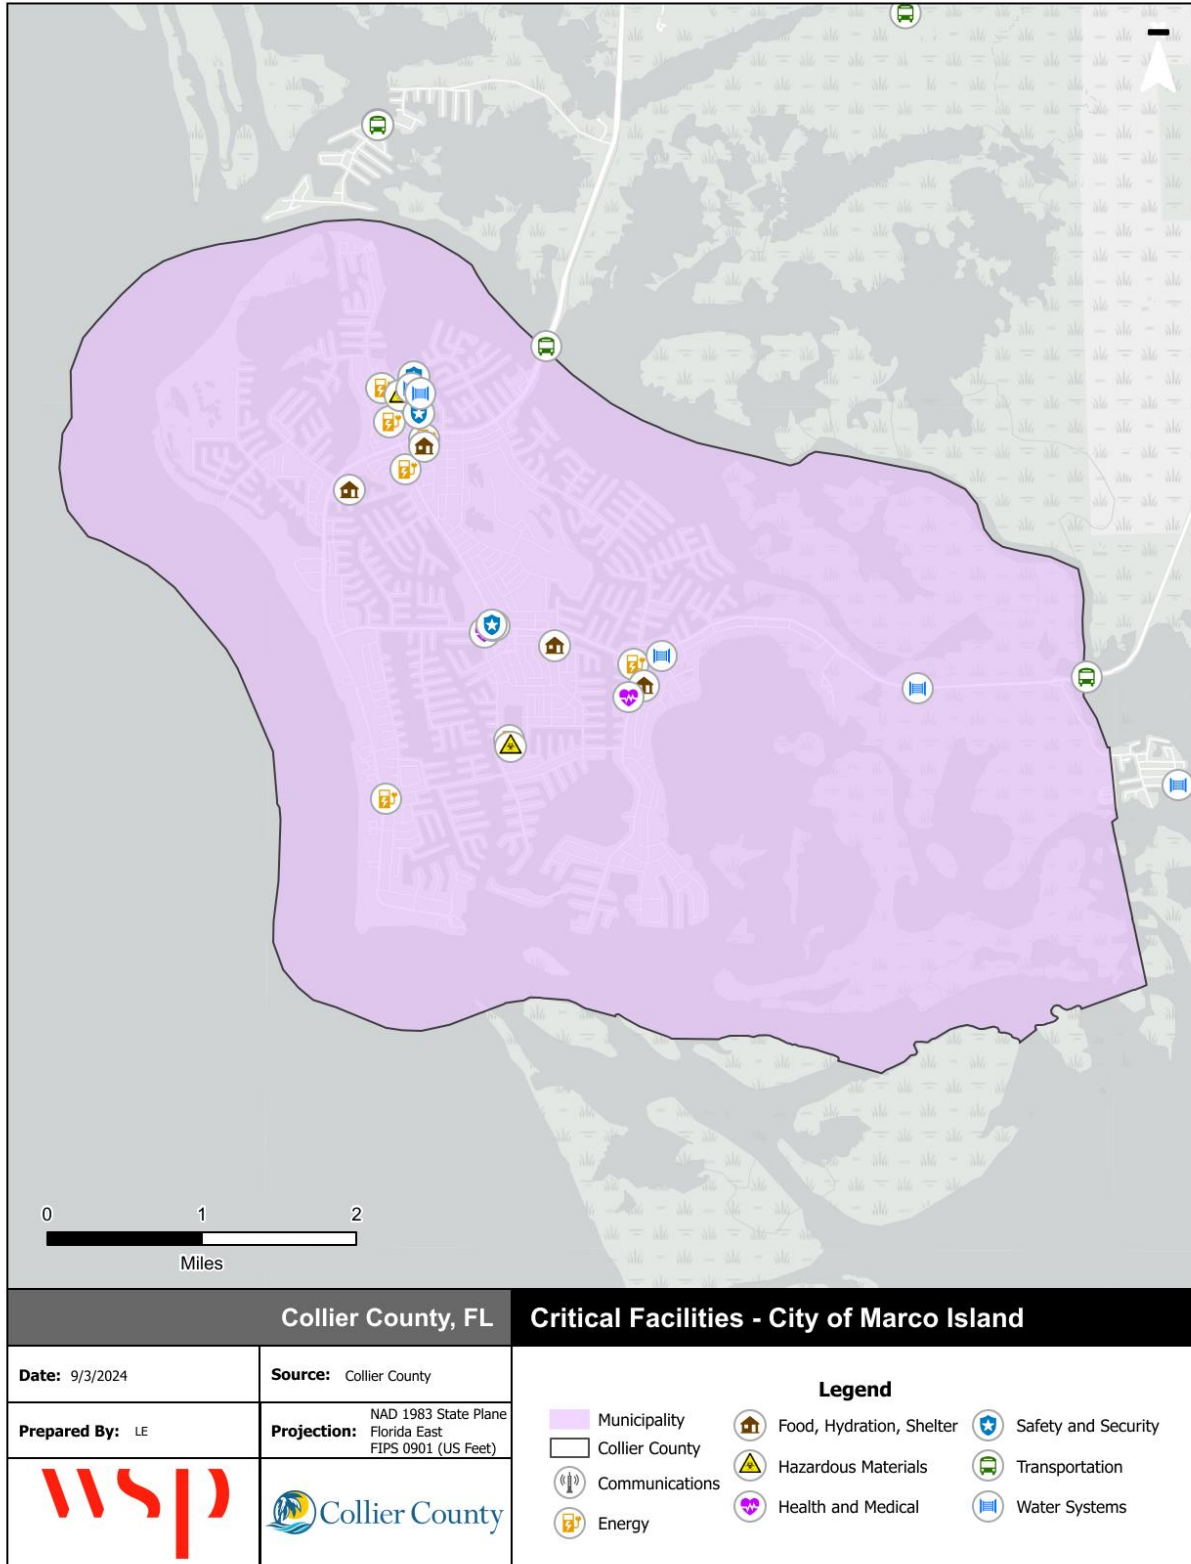 0 1 2
Miles
Collier County, FL
Critical Facilities - City of Marco Island
Date: 9/3/2024
Source: Collier County
Prepared By: LE
Projection: NAD 1983 State Plane
Florida East
FIPS 0901 (US Feet)
wsp
Collier County
Legend
Municipality
Collier County
Communications
Energy
Food, Hydration, Shelter
Hazardous Materials
Health and Medical
Safety and Security
Transportation
Water Systems